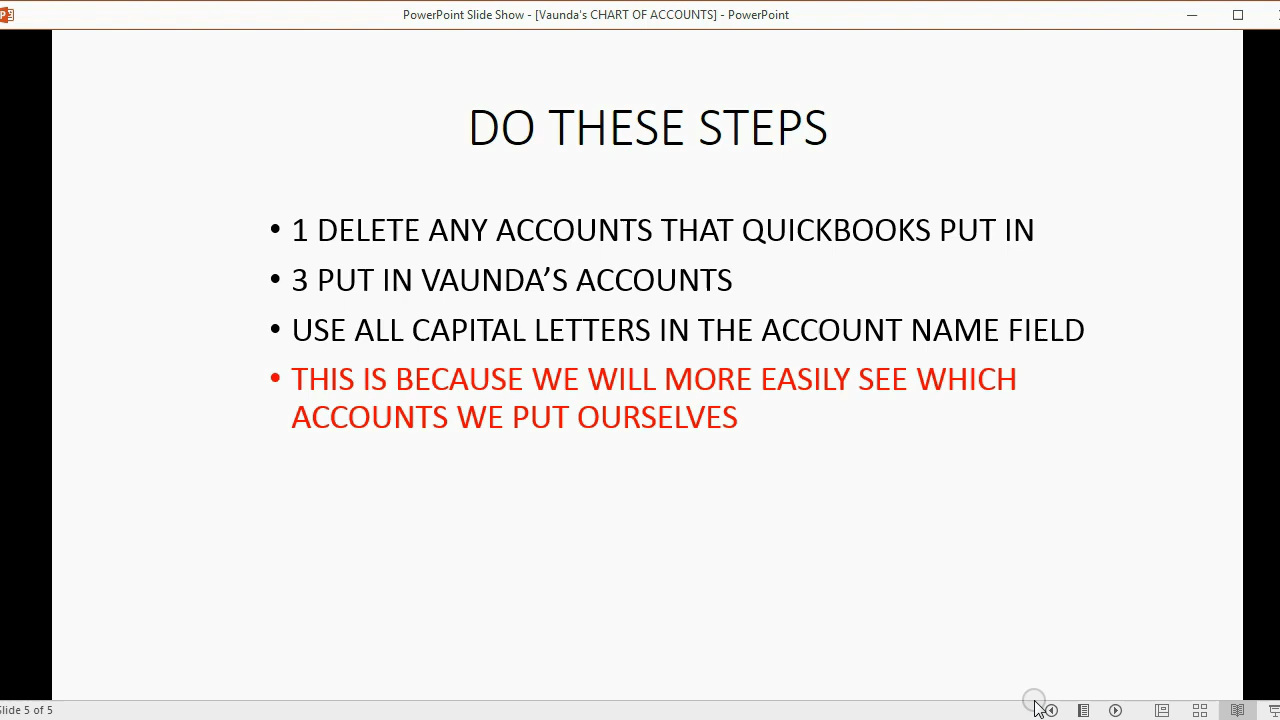 PowerPoint Slide Show - [Vaunda's CHART OF ACCOUNTS] - PowerPoint
DO THESE STEPS
• 1 DELETE ANY ACCOUNTS THAT QUICKBOOKS PUT IN
• 3 PUT IN VAUNDA’S ACCOUNTS
• USE ALL CAPITAL LETTERS IN THE ACCOUNT NAME FIELD
• THIS IS BECAUSE WE WILL MORE EASILY SEE WHICH
ACCOUNTS WE PUT OURSELVES
Slide 5 of 5